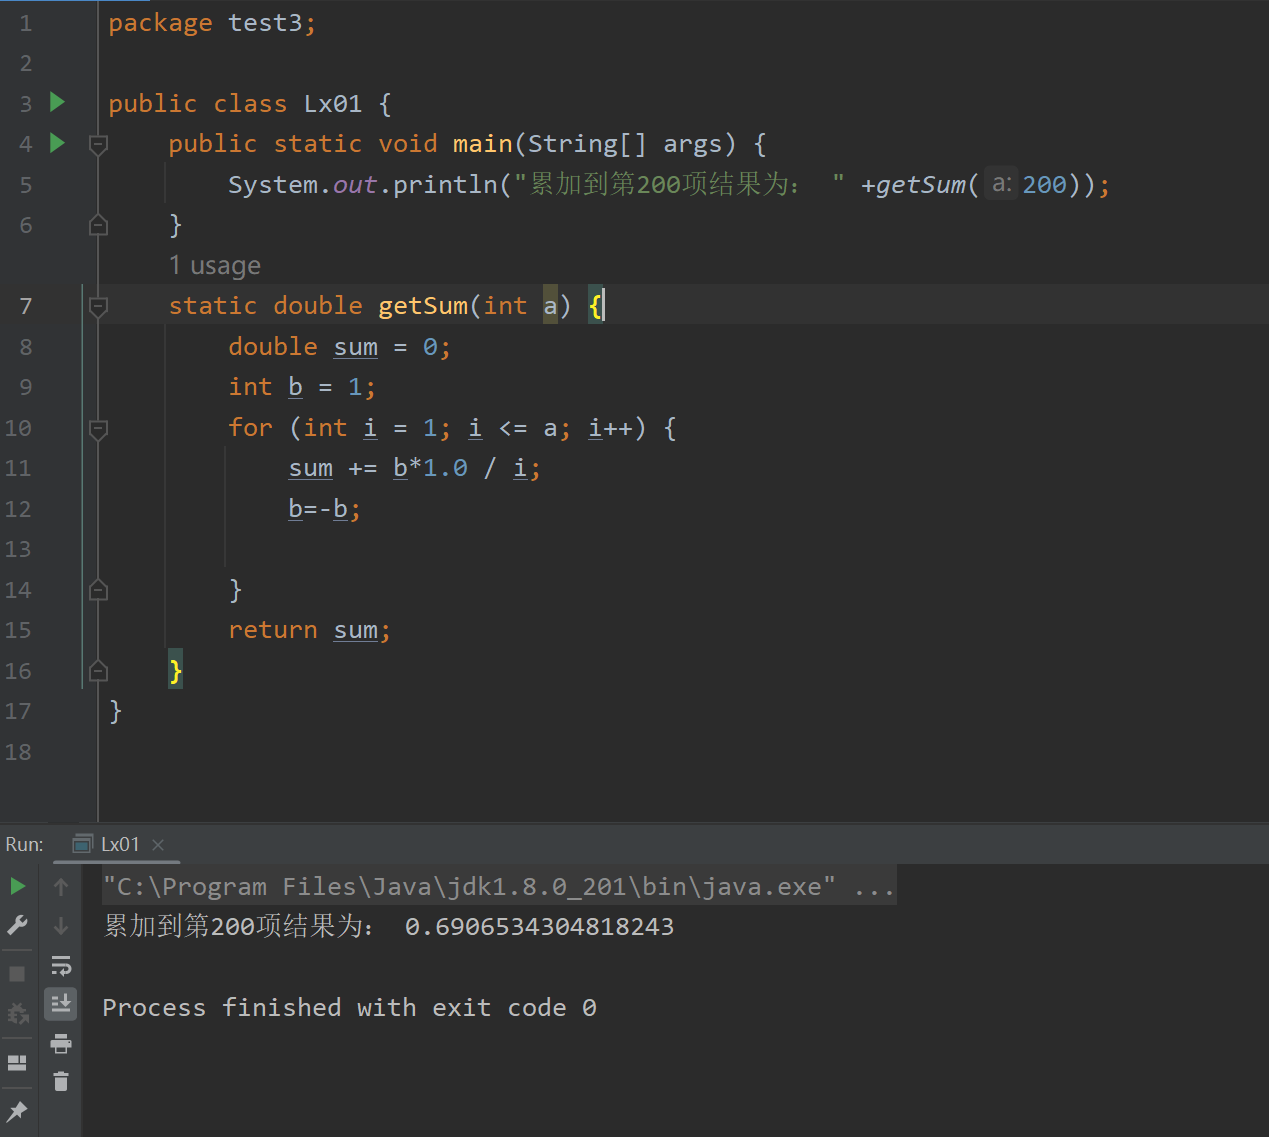 1 package test3;
2
3 public class Lx01 {
4 public static void main(String[] args) {
5 System.out.println("累加到第200项结果为： " +getSum( a: 200));
6 }
1 usage
7 static double getSum(int a) {
8 double sum = 0;
9 int b = 1;
10 for (int i = 1; i <= a; i++) {
11 sum += b*1.0 / i;
12 b=-b;
13
14 }
15 return sum;
16 }
17 }
18
Run: Lx01 ×
"C:\Program Files\Java\jdk1.8.0_201\bin\java.exe" ...
累加到第200项结果为： 0.6906534304818243
Process finished with exit code 0